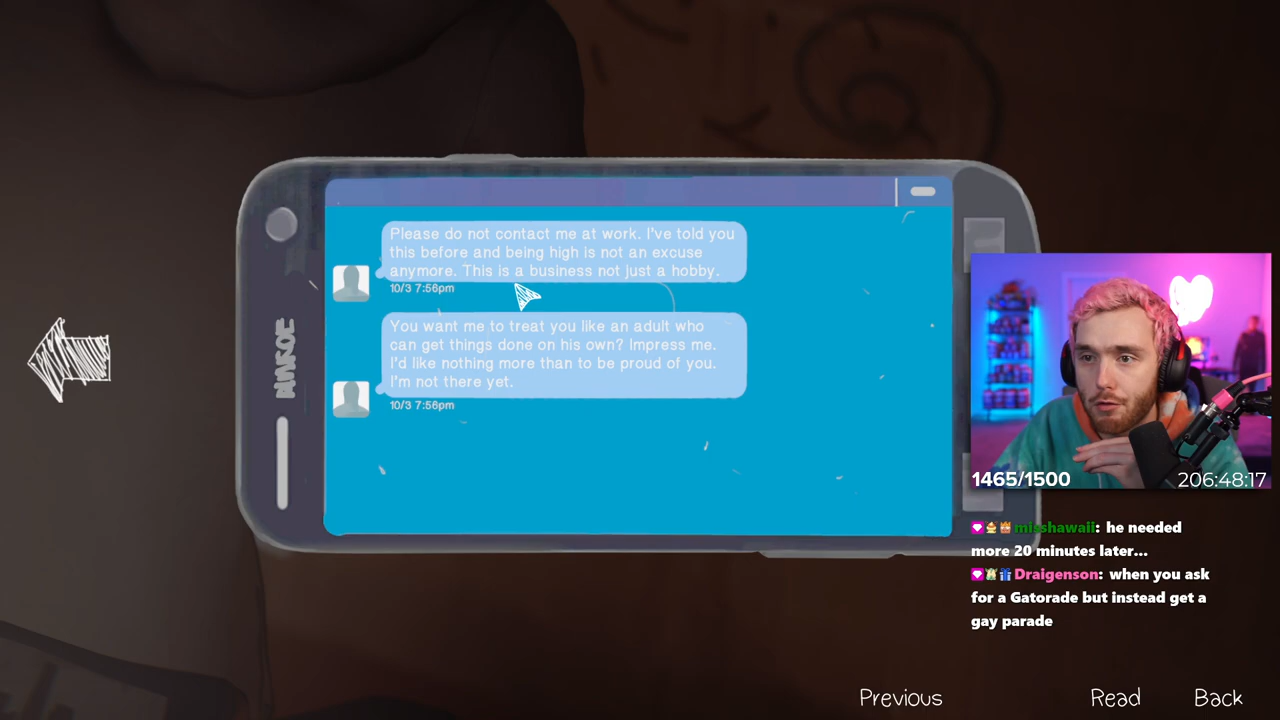 Please do not contact me at work. I've told you
this before and being high is not an excuse
anymore. This is a business not just a hobby.
10/3 7:56pm
You want me to treat you like an adult who
can get things done on his own? Impress me.
I'd like nothing more than to be proud of you.
I'm not there yet.
10/3 7:56pm
1465/1500
206:48:17
misshawaii: he needed
more 20 minutes later...
Draigenson: when you ask
for a Gatorade but instead get a
gay parade
Previous
Read
Back